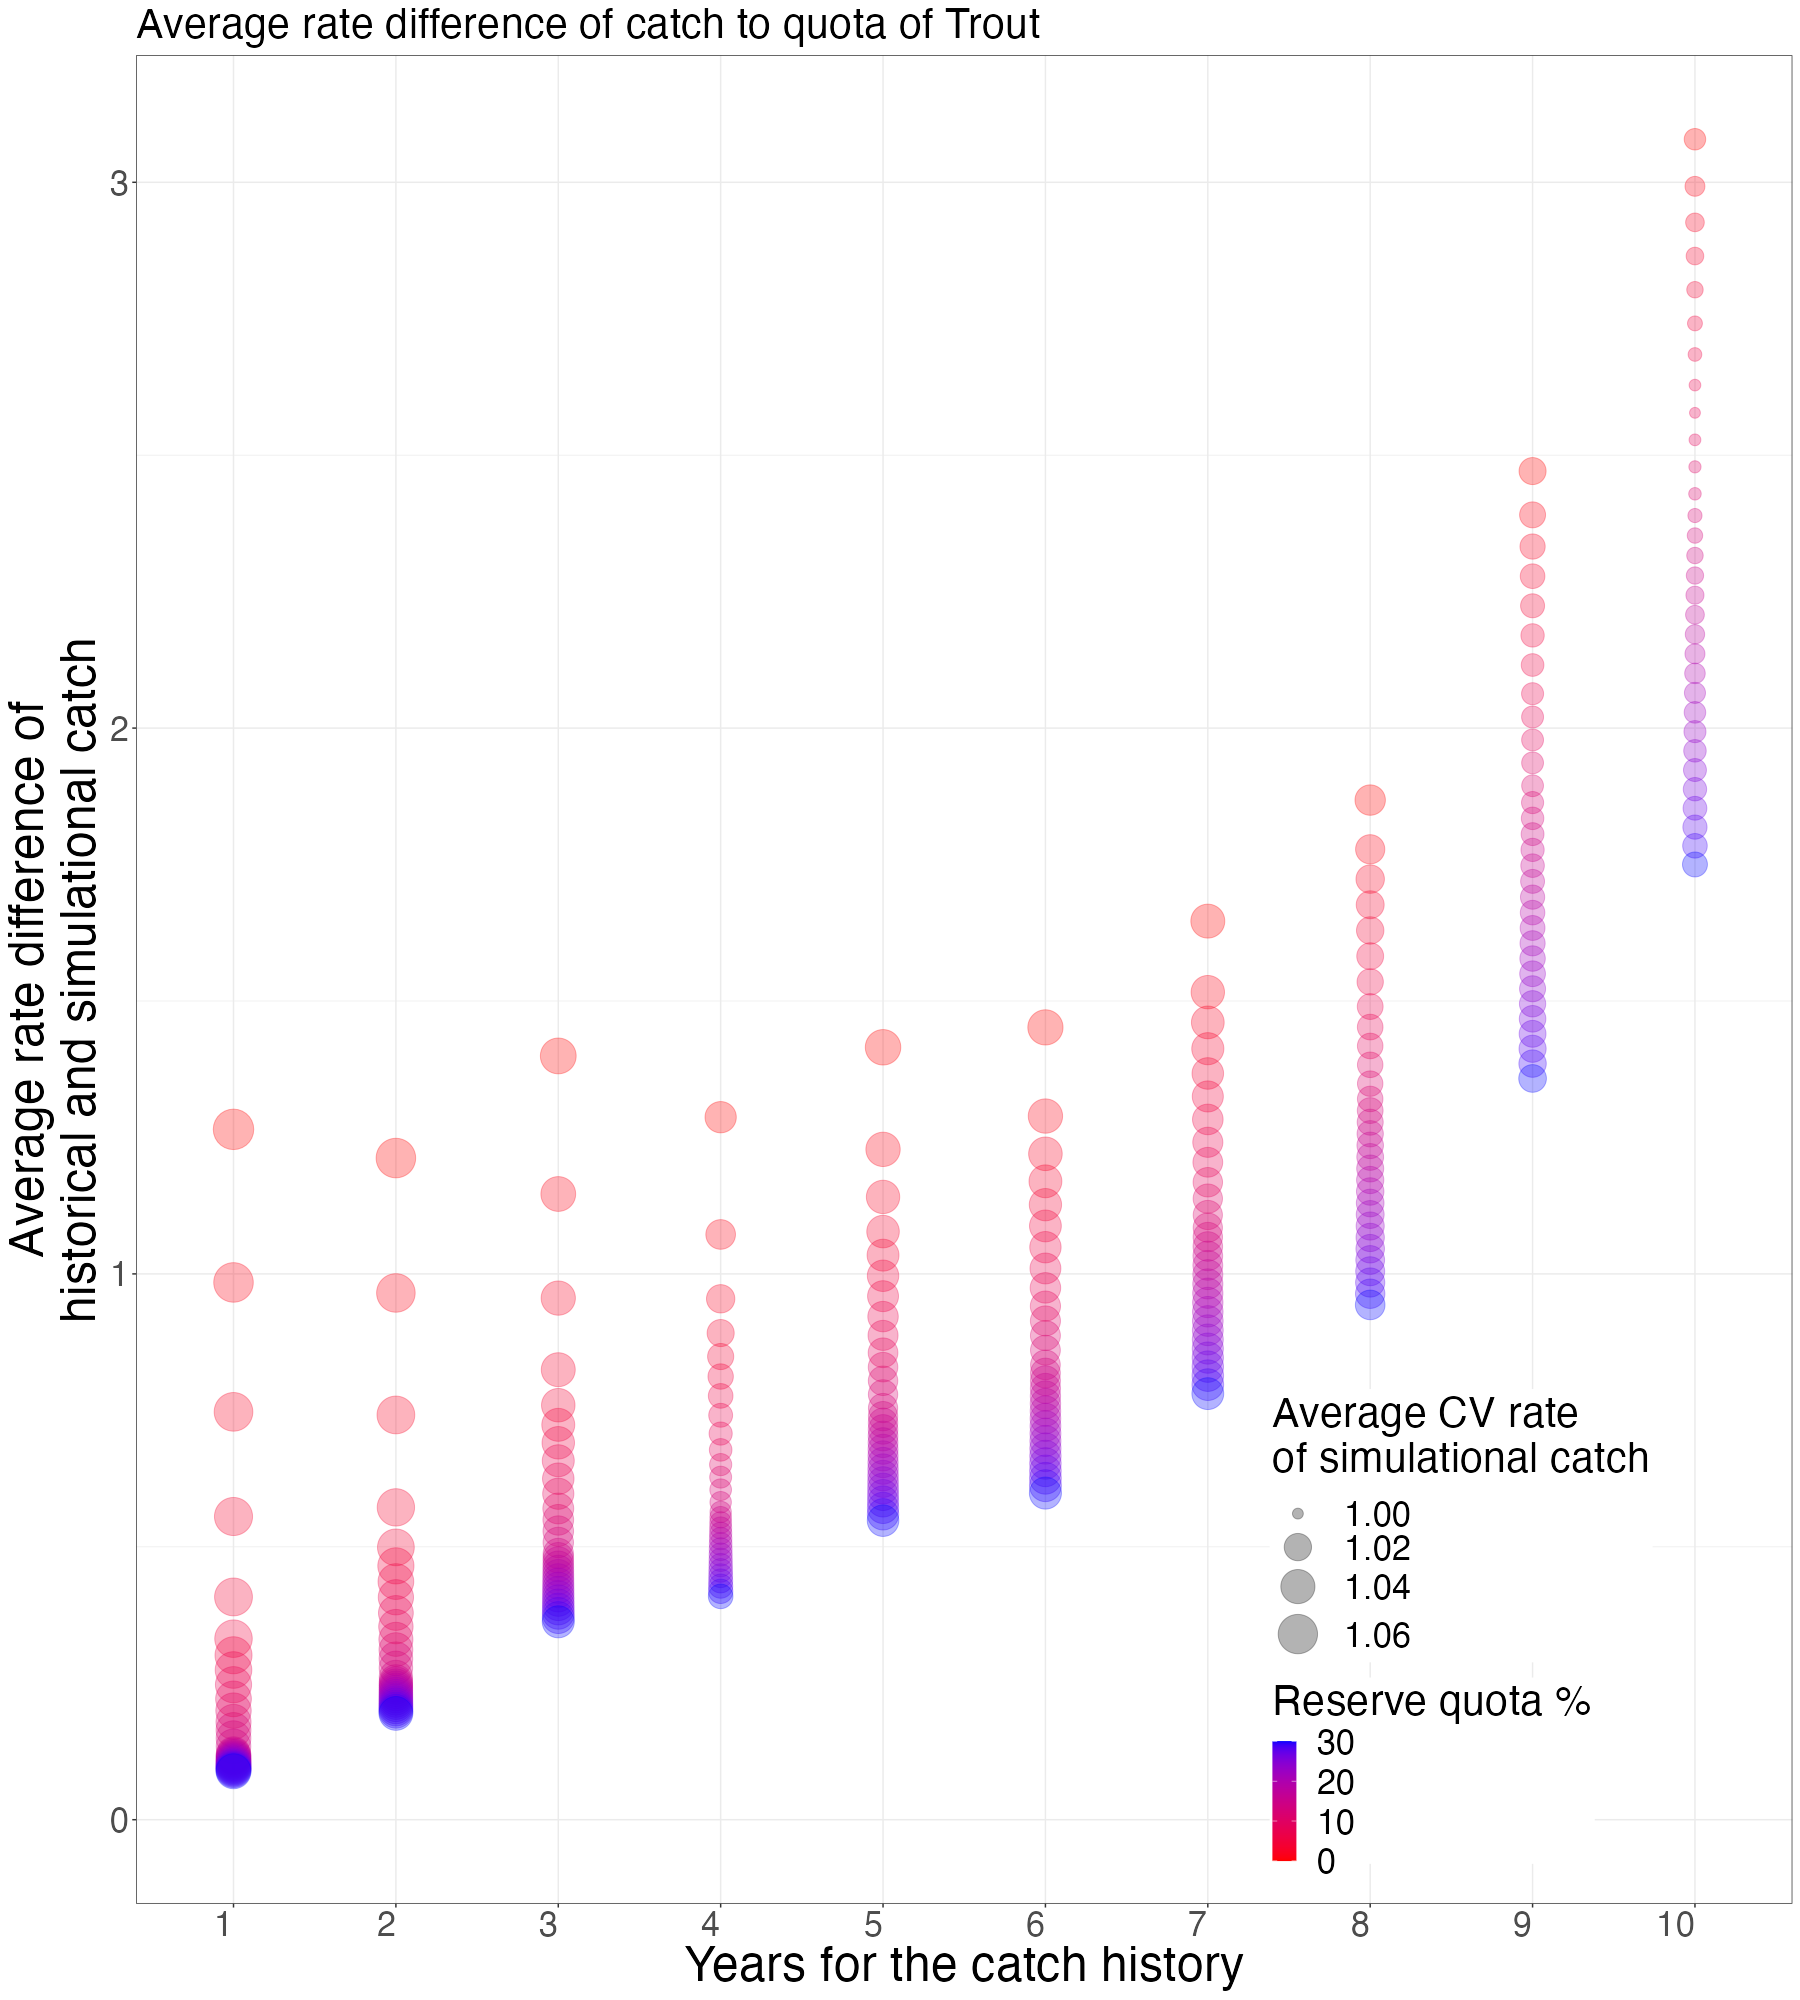 Average rate difference of catch to quota of Trout
Average rate difference of
historical and simulational catch
3
2
1
0
Average CV rate
of simulational catch
1.00
1.02
1.04
1.06
Reserve quota %
30
20
10
0
1 2 3 4 5 6 7 8 9 10
Years for the catch history